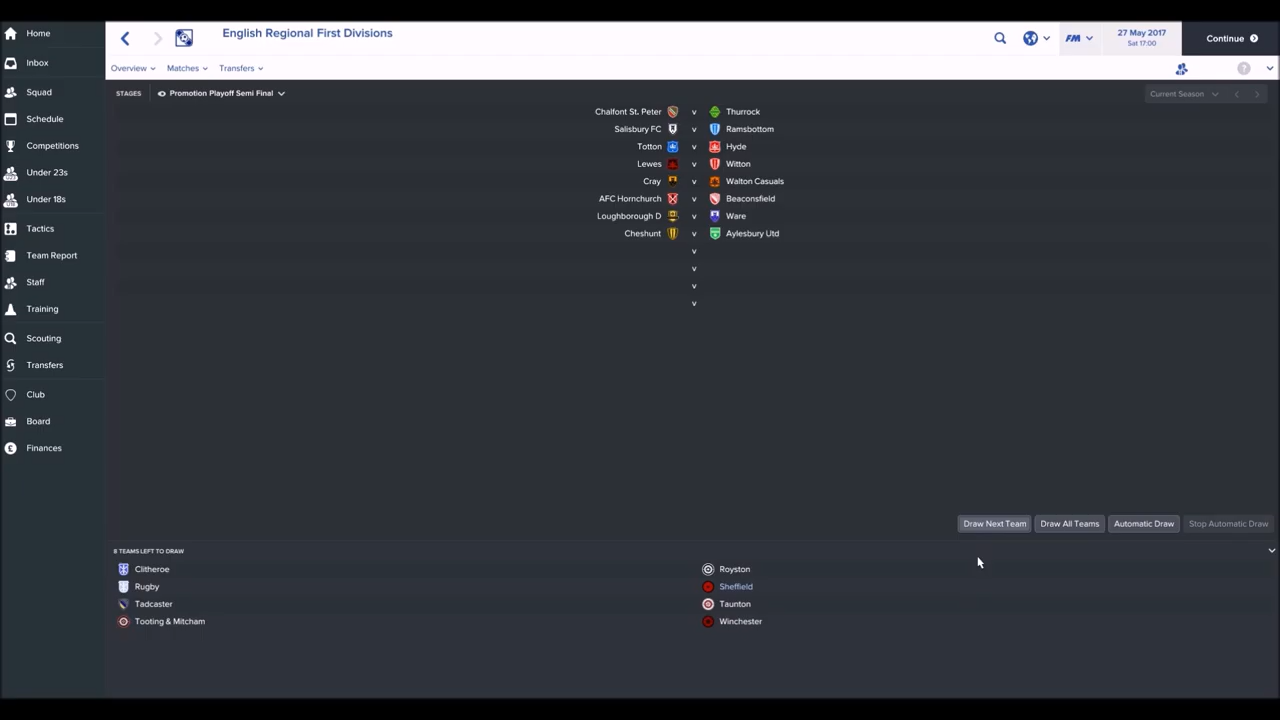 Home
English Regional First Divisions
FM
27 May 2017
Sat 17:00
Continue
Inbox
Overview
Matches
Transfers
Squad
STAGES
Promotion Playoff Semi Final
Current Season
Schedule
Chalfont St. Peter v Thurrock
Salisbury FC v Ramsbottom
Competitions
Totton v Hyde
Lewes v Witton
Under 23s
Cray v Walton Casuals
Under 18s
AFC Hornchurch v Beaconsfield
Loughborough D v Ware
Tactics
Cheshunt v Aylesbury Utd
Team Report
v
v
Staff
v
v
Training
Scouting
Transfers
Club
Board
Finances
Draw Next Team
Draw All Teams
Automatic Draw
Stop Automatic Draw
8 TEAMS LEFT TO DRAW
Clitheroe
Royston
Rugby
Sheffield
Tadcaster
Taunton
Tooting & Mitcham
Winchester